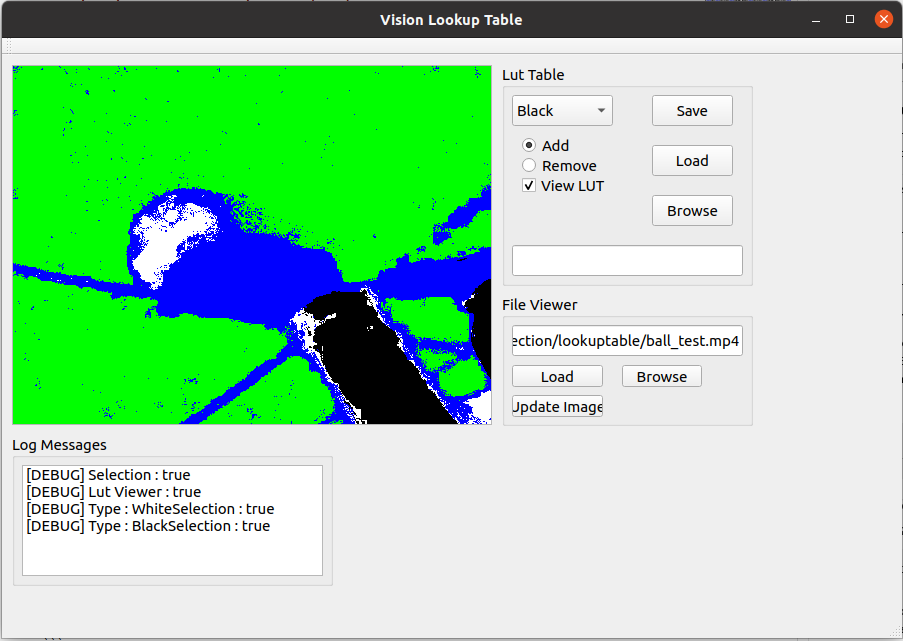 Vision Lookup Table
Lut Table
Black
Save
Add
Remove
View LUT
Load
Browse
File Viewer
ection/lookuptable/ball_test.mp4
Load
Browse
Update Image
Log Messages
[DEBUG] Selection : true
[DEBUG] Lut Viewer : true
[DEBUG] Type : WhiteSelection : true
[DEBUG] Type : BlackSelection : true